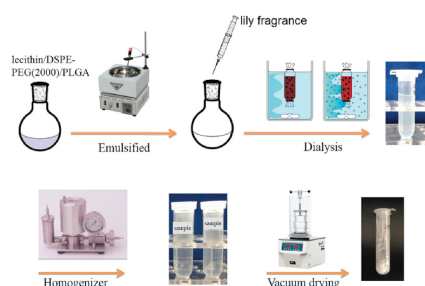 lily fragrance
lecithin/DSPE-
PEG(2000)/PLGA
Emulsified
Dialysis
sample
sample
Homogenizer
Vacuum drying